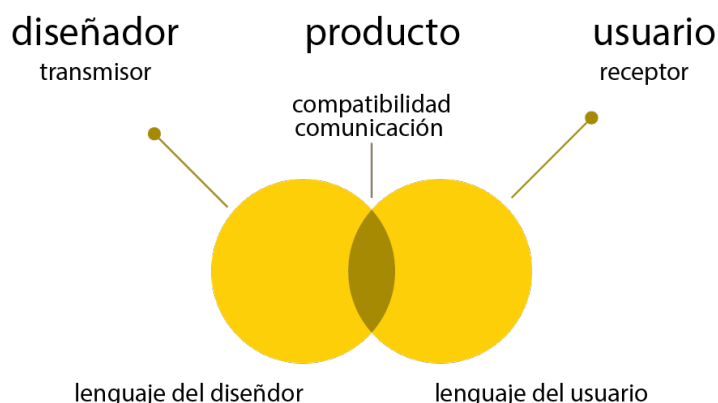 diseñador
transmisor
producto
compatibilidad
comunicación
usuario
receptor
lenguaje del diseñdor
lenguaje del usuario